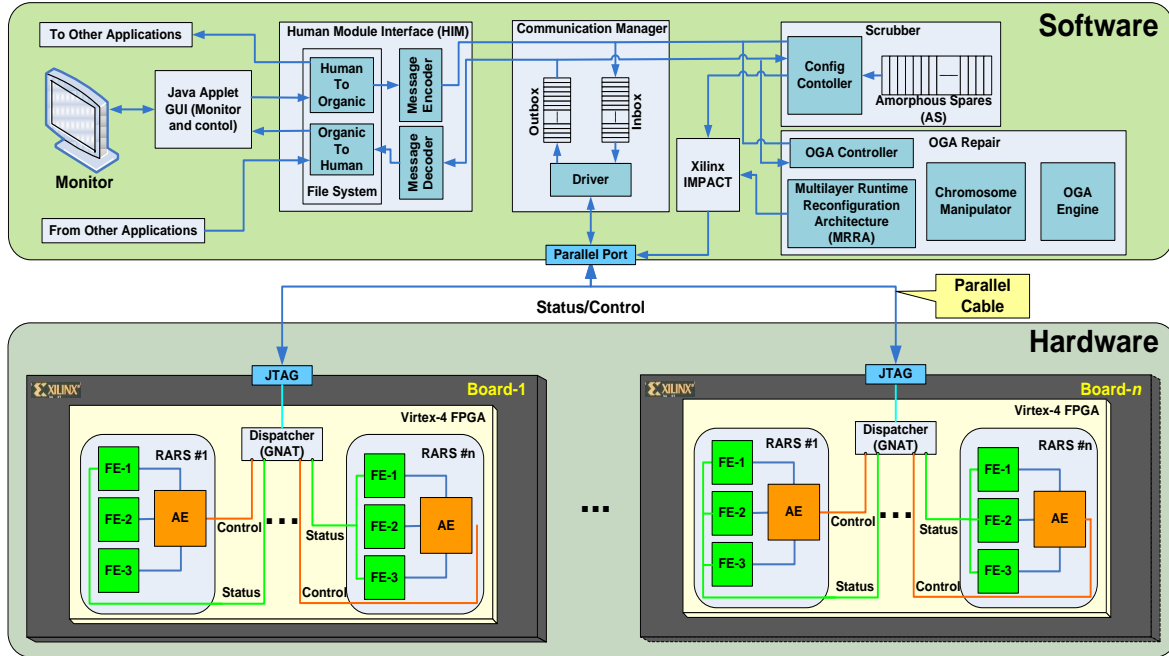 Software
To Other Applications
Monitor
Java Applet
GUI (Monitor
and contol)
From Other Applications
Human Module Interface (HIM)
Human
To
Organic
Organic
To
Human
File System
Message
Encoder
Message
Decoder
Communication Manager
Outbox
Inbox
Driver
Xilinx
IMPACT
Scrubber
Config
Contoller
Amorphous Spares
(AS)
OGA Repair
OGA Controller
Multilayer Runtime
Reconfiguration
Architecture
(MRRA)
Chromosome
Manipulator
OGA
Engine
Parallel Port
Status/Control
Parallel
Cable
Hardware
JTAG
XILINX
Board-1
Virtex-4 FPGA
Dispatcher
(GNAT)
RARS #1
FE-1
FE-2
FE-3
AE
Control
Status
...
Status
Control
RARS #n
FE-1
FE-2
FE-3
AE
...
JTAG
XILINX
Board-n
Virtex-4 FPGA
Dispatcher
(GNAT)
RARS #1
FE-1
FE-2
FE-3
AE
Control
Status
...
Status
Control
RARS #n
FE-1
FE-2
FE-3
AE